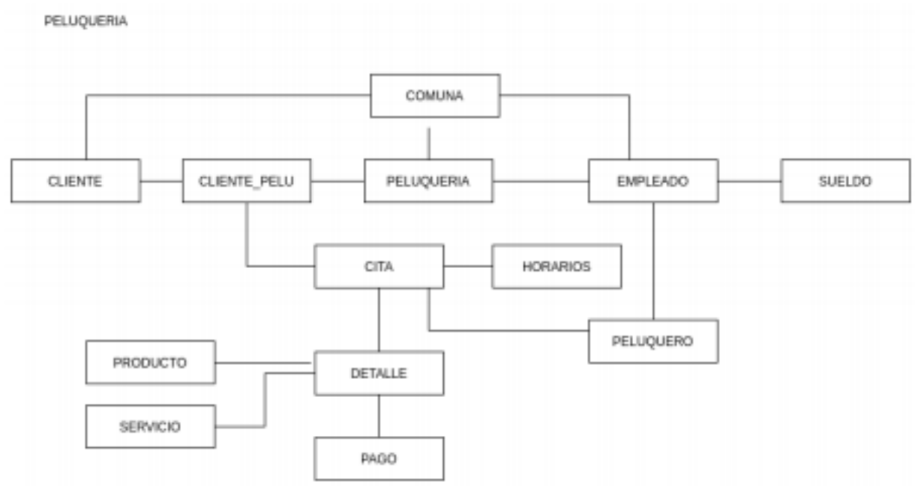 PELUQUERIA
COMUNA
CLIENTE
CLIENTE_PELU
PELUQUERIA
EMPLEADO
SUELDO
CITA
HORARIOS
PELUQUERO
PRODUCTO
DETALLE
SERVICIO
PAGO